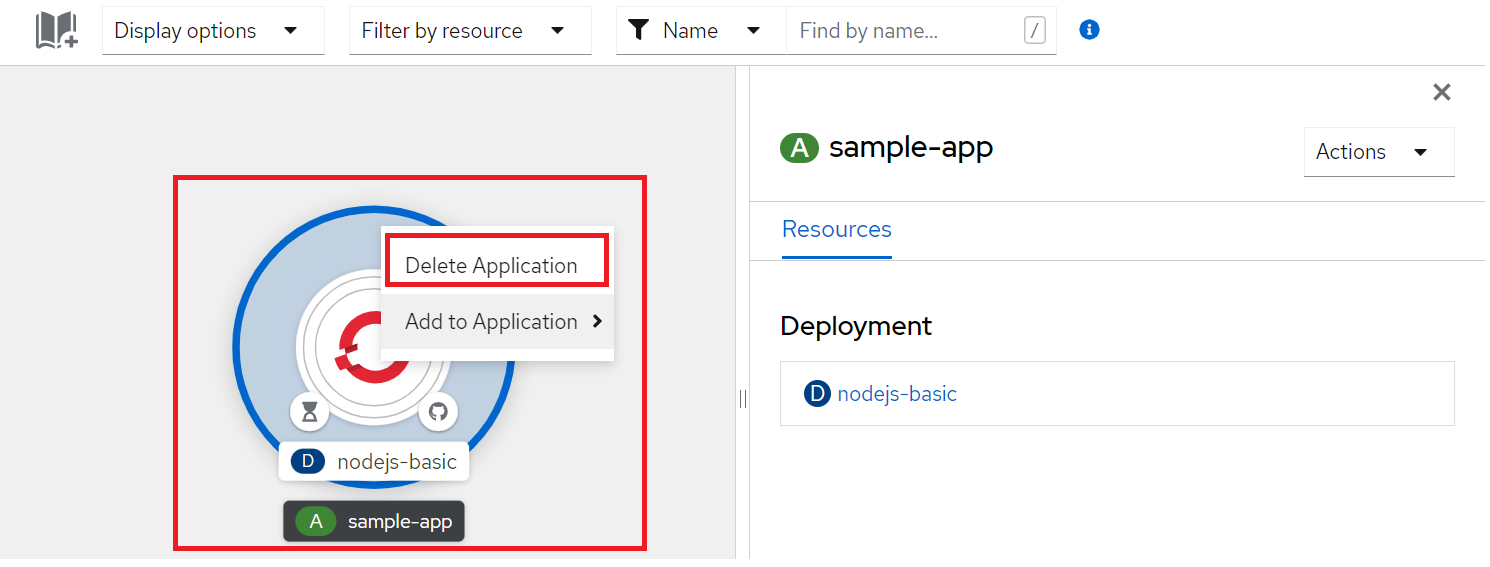 Display options
Filter by resource
Name
Find by name...
/
i
A sample-app
Actions
Resources
Deployment
D nodejs-basic
Delete Application
Add to Application
D nodejs-basic
A sample-app